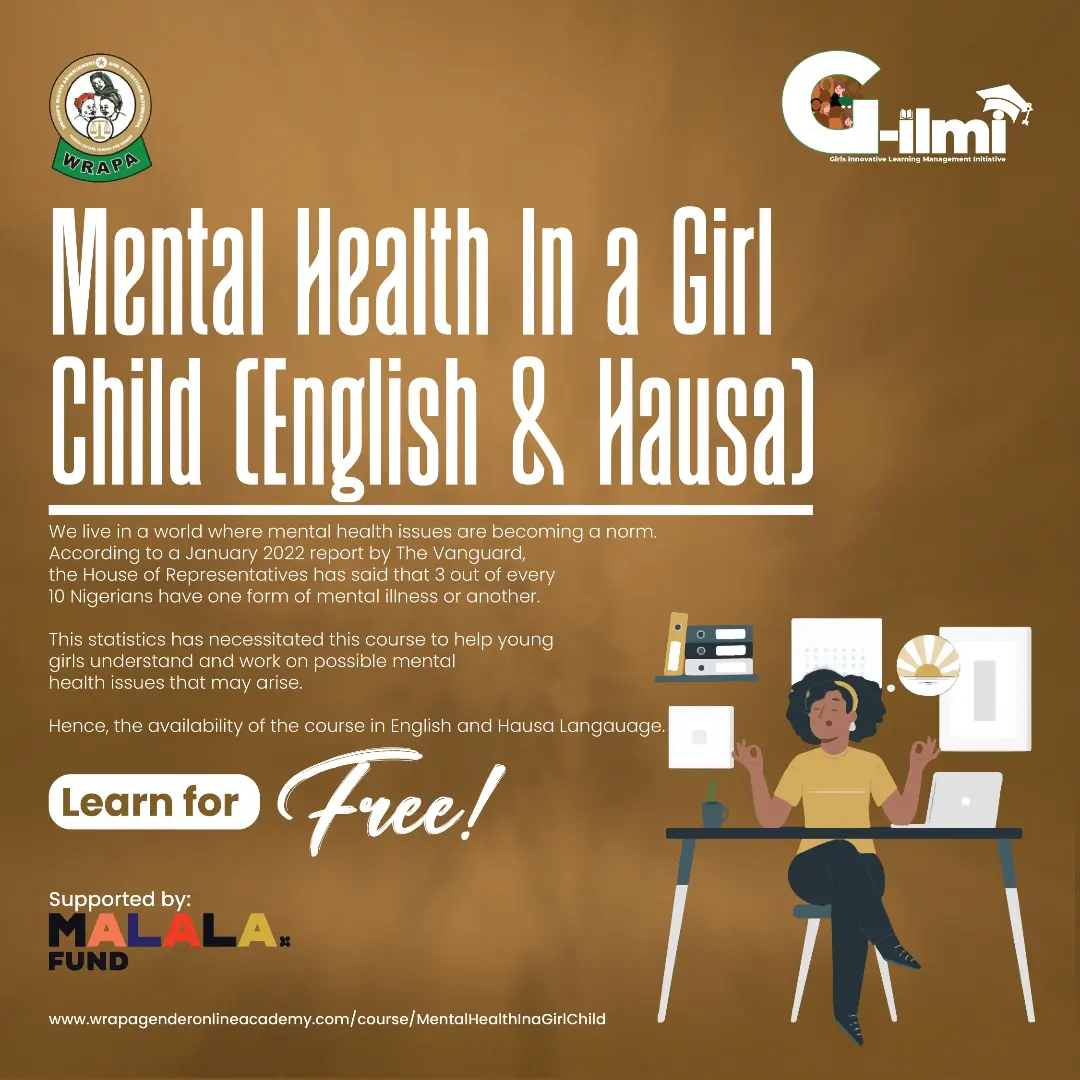 WRAPA
G-ilmi
Girls Innovative Learning Management Initiative
Mental Health In a Girl
Child (English & Hausa)
We live in a world where mental health issues are becoming a norm.
According to a January 2022 report by The Vanguard,
the House of Representatives has said that 3 out of every
10 Nigerians have one form of mental illness or another.
This statistics has necessitated this course to help young
girls understand and work on possible mental
health issues that may arise.
Hence, the availability of the course in English and Hausa Langauage.
Learn for Free!
Supported by:
MALALA
FUND
www.wrapagenderonlineacademy.com/course/MentalHealthInaGirlChild